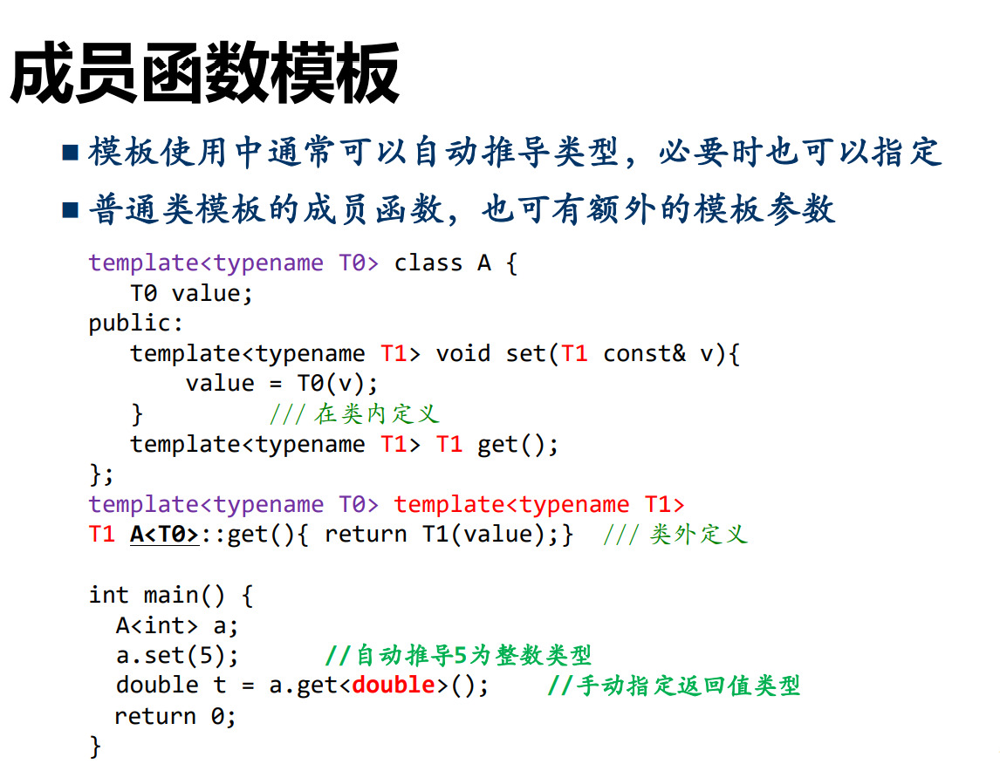 成员函数模板
■ 模板使用中通常可以自动推导类型，必要时也可以指定
■ 普通类模板的成员函数，也可有额外的模板参数
template<typename T0> class A {
   T0 value;
public:
   template<typename T1> void set(T1 const& v){
       value = T0(v);
   }         /// 在类内定义
   template<typename T1> T1 get();
};
template<typename T0> template<typename T1>
T1 A<T0>::get(){ return T1(value);}  /// 类外定义
int main() {
  A<int> a;
  a.set(5);      //自动推导5为整数类型
  double t = a.get<double>();    //手动指定返回值类型
  return 0;
}